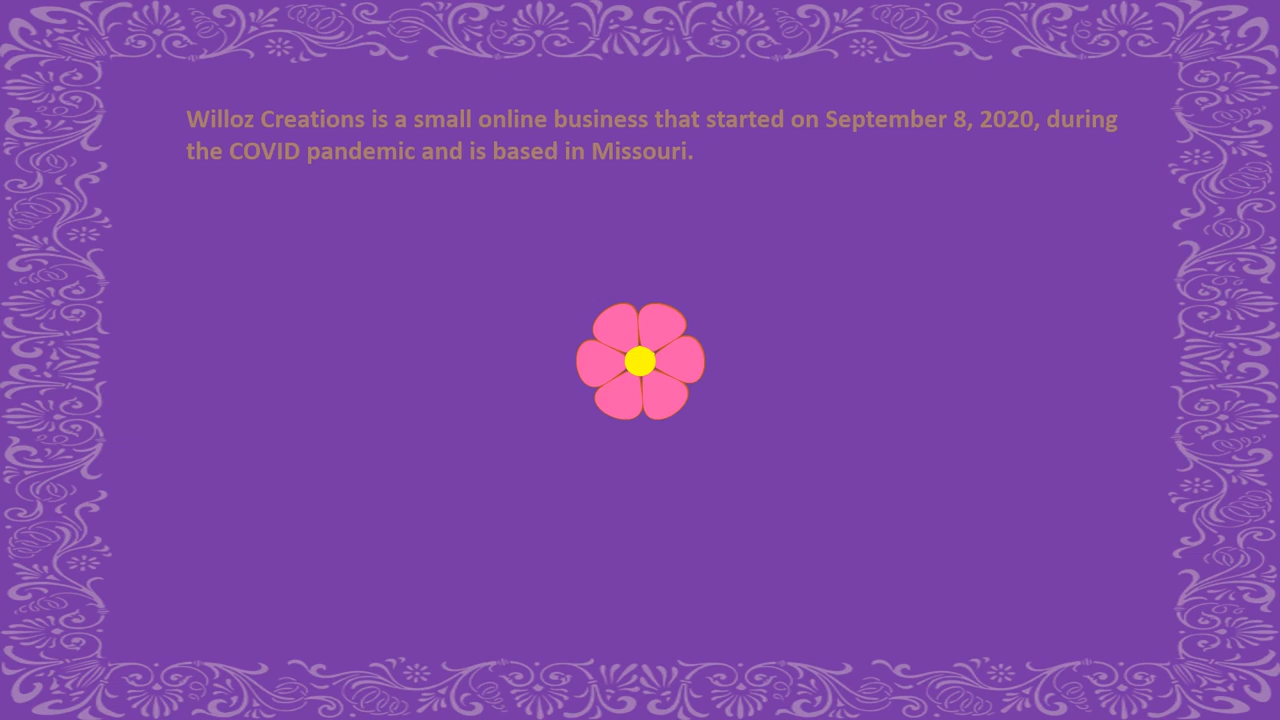 Willoz Creations is a small online business that started on September 8, 2020, during
the COVID pandemic and is based in Missouri.